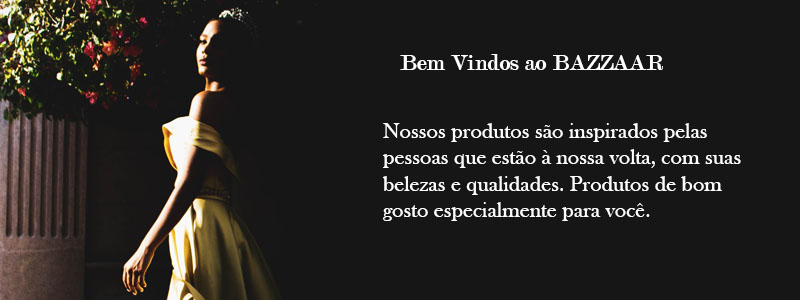 Bem Vindos ao BAZZAAR
Nossos produtos são inspirados pelas
pessoas que estão à nossa volta, com suas
belezas e qualidades. Produtos de bom
gosto especialmente para você.